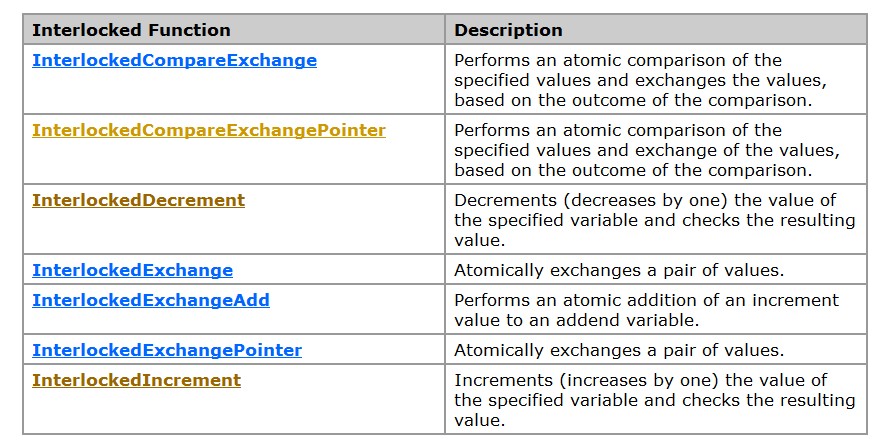 Interlocked Function Description
InterlockedCompareExchange Performs an atomic comparison of the
specified values and exchanges the values,
based on the outcome of the comparison.
InterlockedCompareExchangePointer Performs an atomic comparison of the
specified values and exchange of the values,
based on the outcome of the comparison.
InterlockedDecrement Decrements (decreases by one) the value of
the specified variable and checks the resulting
value.
InterlockedExchange Atomically exchanges a pair of values.
InterlockedExchangeAdd Performs an atomic addition of an increment
value to an addend variable.
InterlockedExchangePointer Atomically exchanges a pair of values.
InterlockedIncrement Increments (increases by one) the value of
the specified variable and checks the resulting
value.